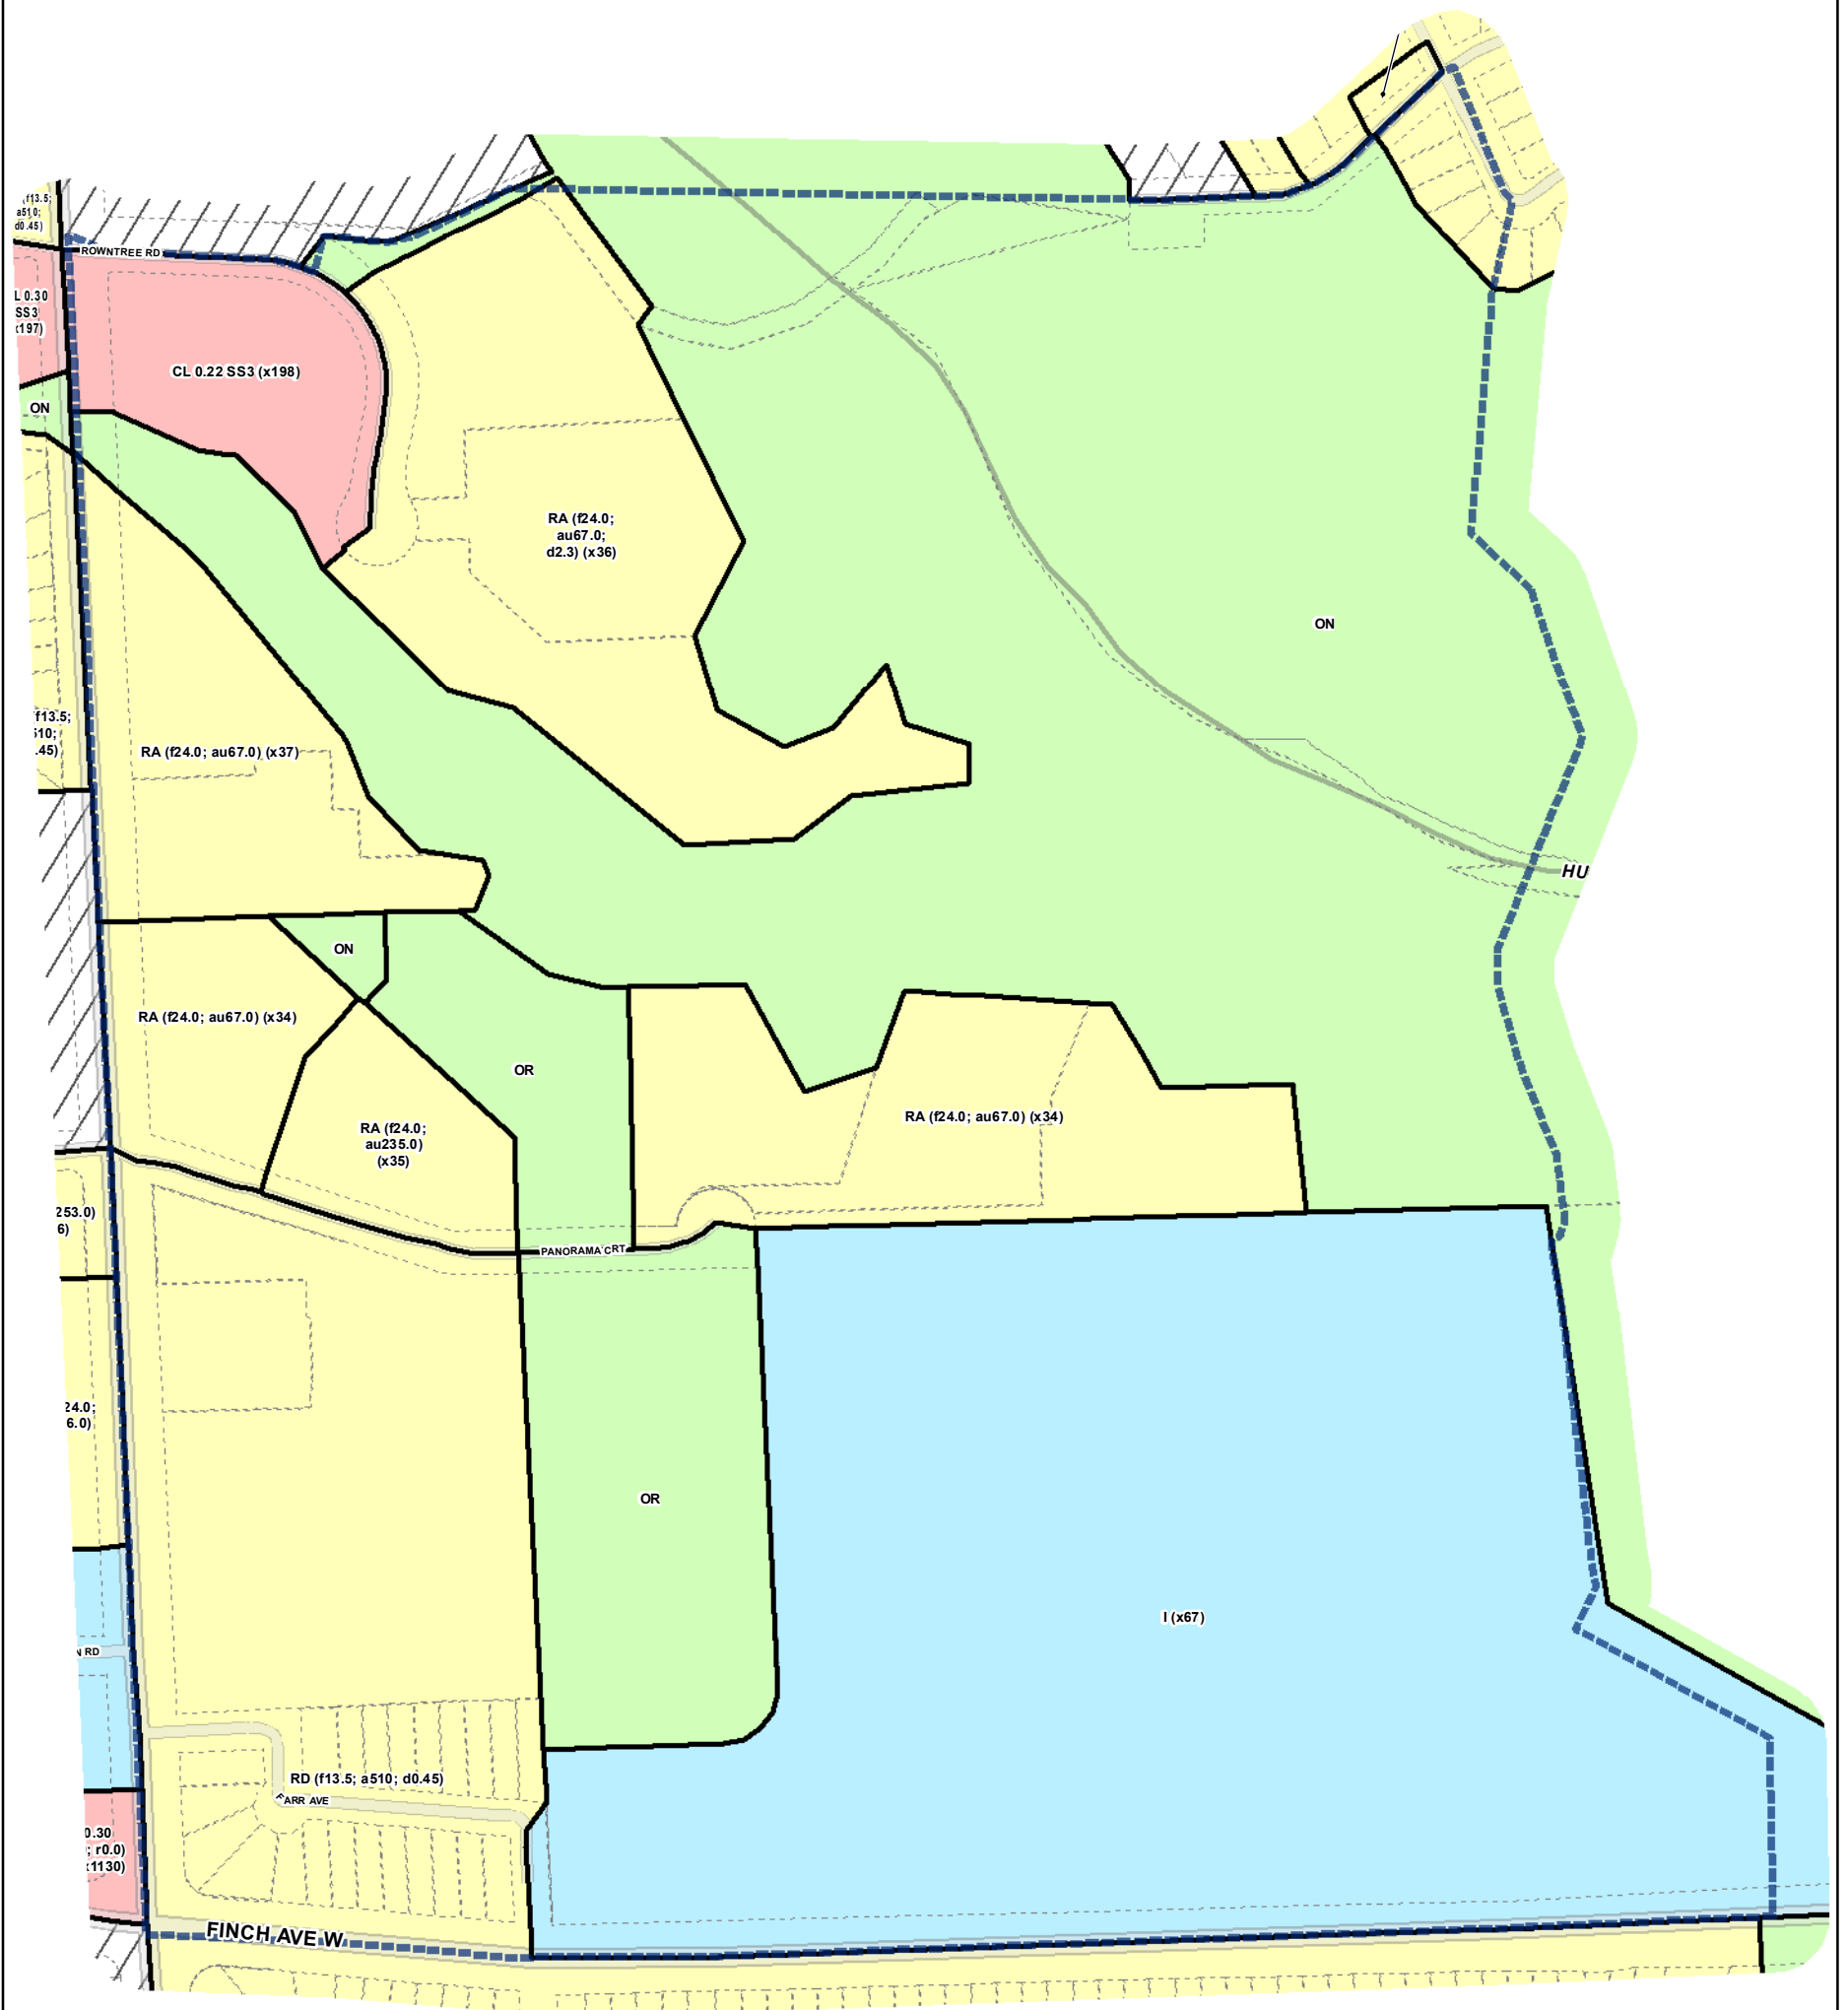 f13.5;
a510;
d0.45)
ROWNTREE RD
L 0.30
SS3
x197)
CL 0.22 SS3 (x198)
ON
RA (f24.0;
au67.0;
d2.3) (x36)
ON
f13.5;
510;
.45)
RA (f24.0; au67.0) (x37)
HU
ON
RA (f24.0; au67.0) (x34)
OR
RA (f24.0; au67.0) (x34)
RA (f24.0;
au235.0)
(x35)
253.0)
6)
PANORAMA CRT
24.0;
6.0)
OR
I (x67)
N RD
RD (f13.5; a510; d0.45)
FARR AVE
0.30
; r0.0)
x1130)
FINCH AVE W